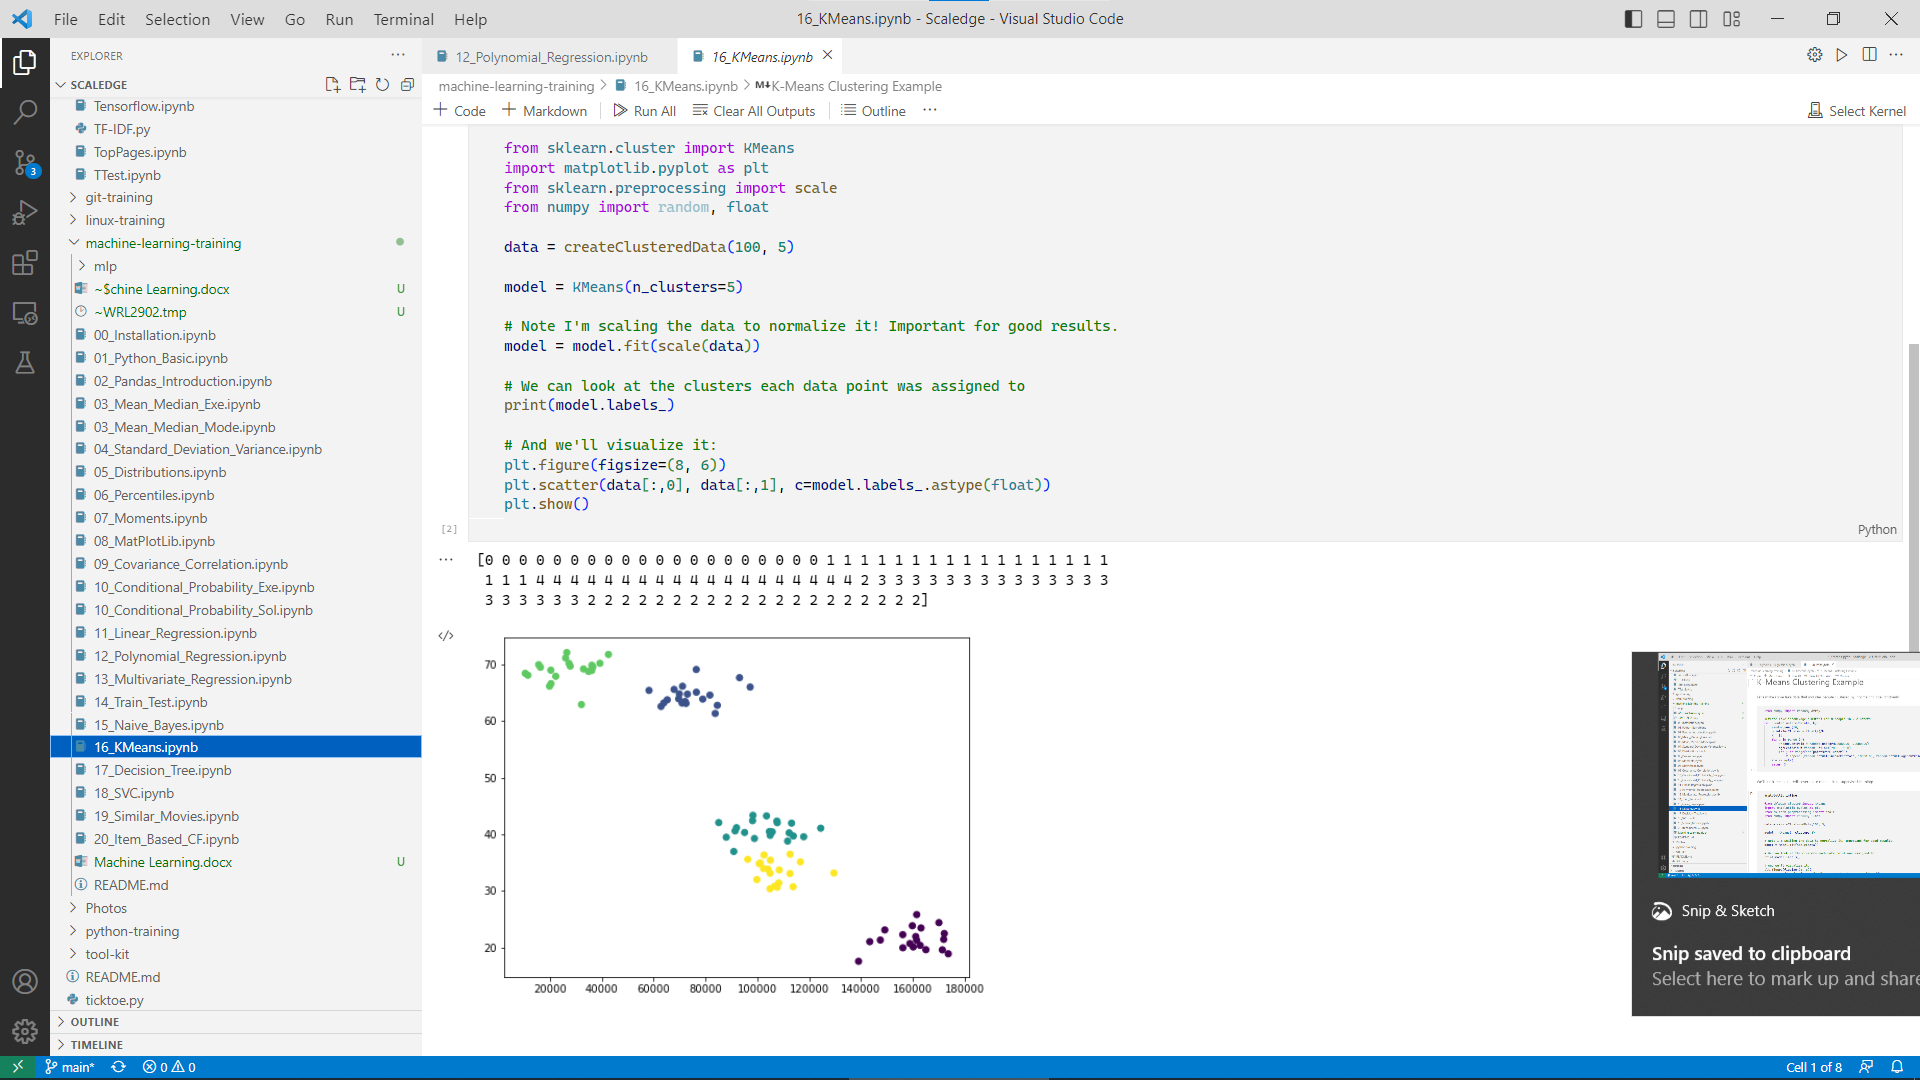 File Edit Selection View Go Run Terminal Help
16_KMeans.ipynb - Scaledge - Visual Studio Code
EXPLORER
SCALEDGE
Tensorflow.ipynb
TF-IDF.py
TopPages.ipynb
TTest.ipynb
git-training
linux-training
machine-learning-training
mlp
~$chine Learning.docx U
~WRL2902.tmp U
00_Installation.ipynb
01_Python_Basic.ipynb
02_Pandas_Introduction.ipynb
03_Mean_Median_Exe.ipynb
03_Mean_Median_Mode.ipynb
04_Standard_Deviation_Variance.ipynb
05_Distributions.ipynb
06_Percentiles.ipynb
07_Moments.ipynb
08_MatPlotLib.ipynb
09_Covariance_Correlation.ipynb
10_Conditional_Probability_Exe.ipynb
10_Conditional_Probability_Sol.ipynb
11_Linear_Regression.ipynb
12_Polynomial_Regression.ipynb
13_Multivariate_Regression.ipynb
14_Train_Test.ipynb
15_Naive_Bayes.ipynb
16_KMeans.ipynb
17_Decision_Tree.ipynb
18_SVC.ipynb
19_Similar_Movies.ipynb
20_Item_Based_CF.ipynb
Machine Learning.docx U
README.md
Photos
python-training
tool-kit
README.md
ticktoe.py
OUTLINE
TIMELINE
3
12_Polynomial_Regression.ipynb
16_KMeans.ipynb
machine-learning-training > 16_KMeans.ipynb > M↓K-Means Clustering Example
Code Markdown Run All Clear All Outputs Outline
Select Kernel
from sklearn.cluster import KMeans
import matplotlib.pyplot as plt
from sklearn.preprocessing import scale
from numpy import random, float
data = createClusteredData(100, 5)
model = KMeans(n_clusters=5)
# Note I'm scaling the data to normalize it! Important for good results.
model = model.fit(scale(data))
# We can look at the clusters each data point was assigned to
print(model.labels_)
# And we'll visualize it:
plt.figure(figsize=(8, 6))
plt.scatter(data[:,0], data[:,1], c=model.labels_.astype(float))
plt.show()
[2]
Python
[0 0 0 0 0 0 0 0 0 0 0 0 0 0 0 0 0 0 0 0 1 1 1 1 1 1 1 1 1 1 1 1 1 1 1 1 1
1 1 1 4 4 4 4 4 4 4 4 4 4 4 4 4 4 4 4 4 4 4 2 3 3 3 3 3 3 3 3 3 3 3 3 3 3
3 3 3 3 3 3 2 2 2 2 2 2 2 2 2 2 2 2 2 2 2 2 2 2 2 2]
70
60
50
40
30
20
20000 40000 60000 80000 100000 120000 140000 160000 180000
K-Means Clustering Example
Snip & Sketch
Snip saved to clipboard
Select here to mark up and share
main* 0 0
Cell 1 of 8